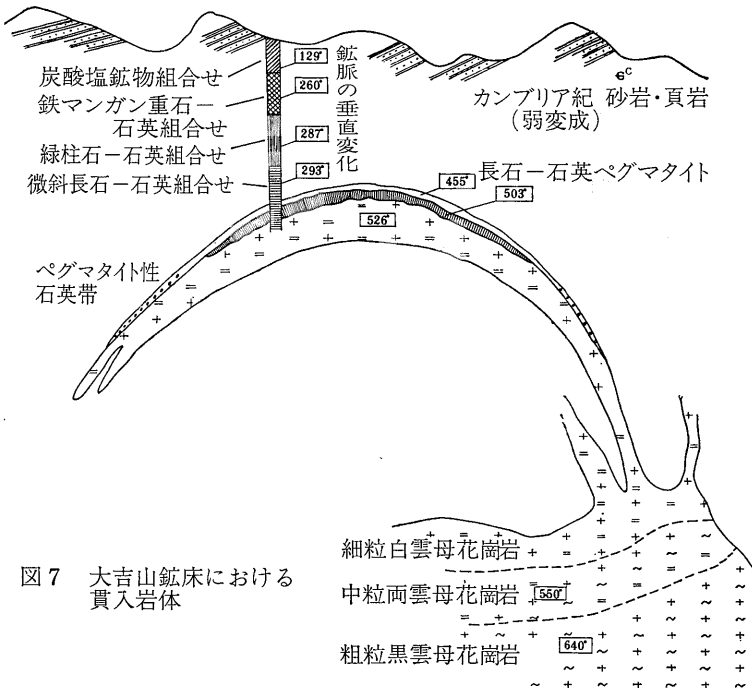 炭酸塩鉱物組合せ
鉄マンガン重石－
石英組合せ
緑柱石－石英組合せ
微斜長石－石英組合せ
129°
260°
287°
293°
鉱脈の垂直変化
Єc
カンブリア紀 砂岩・頁岩
(弱変成)
455°
長石－石英ペグマタイト
503°
526°
ペグマタイト性
石英帯
細粒白雲母花崗岩
中粒両雲母花崗岩
550°
粗粒黒雲母花崗岩
640°
図7 大吉山鉱床における
貫入岩体